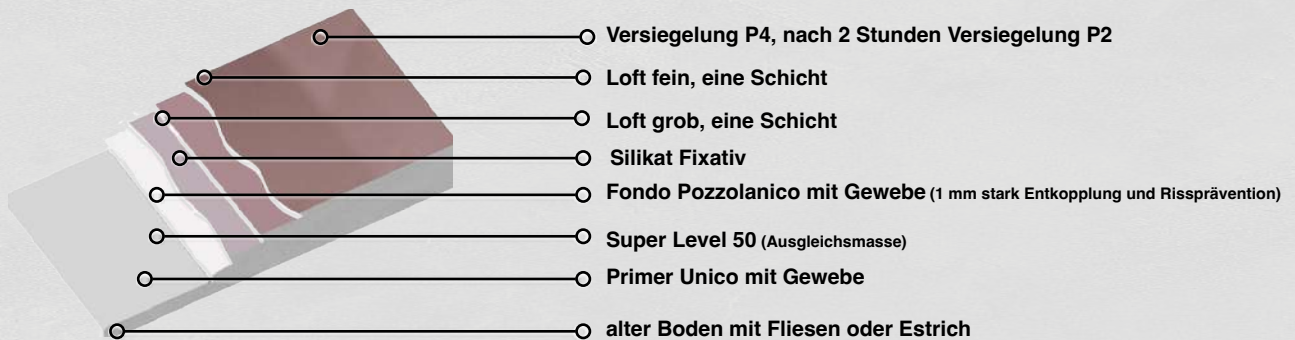 Versiegelung P4, nach 2 Stunden Versiegelung P2
Loft fein, eine Schicht
Loft grob, eine Schicht
Silikat Fixativ
Fondo Pozzolanico mit Gewebe (1 mm stark Entkopplung und Rissprävention)
Super Level 50 (Ausgleichsmasse)
Primer Unico mit Gewebe
alter Boden mit Fliesen oder Estrich